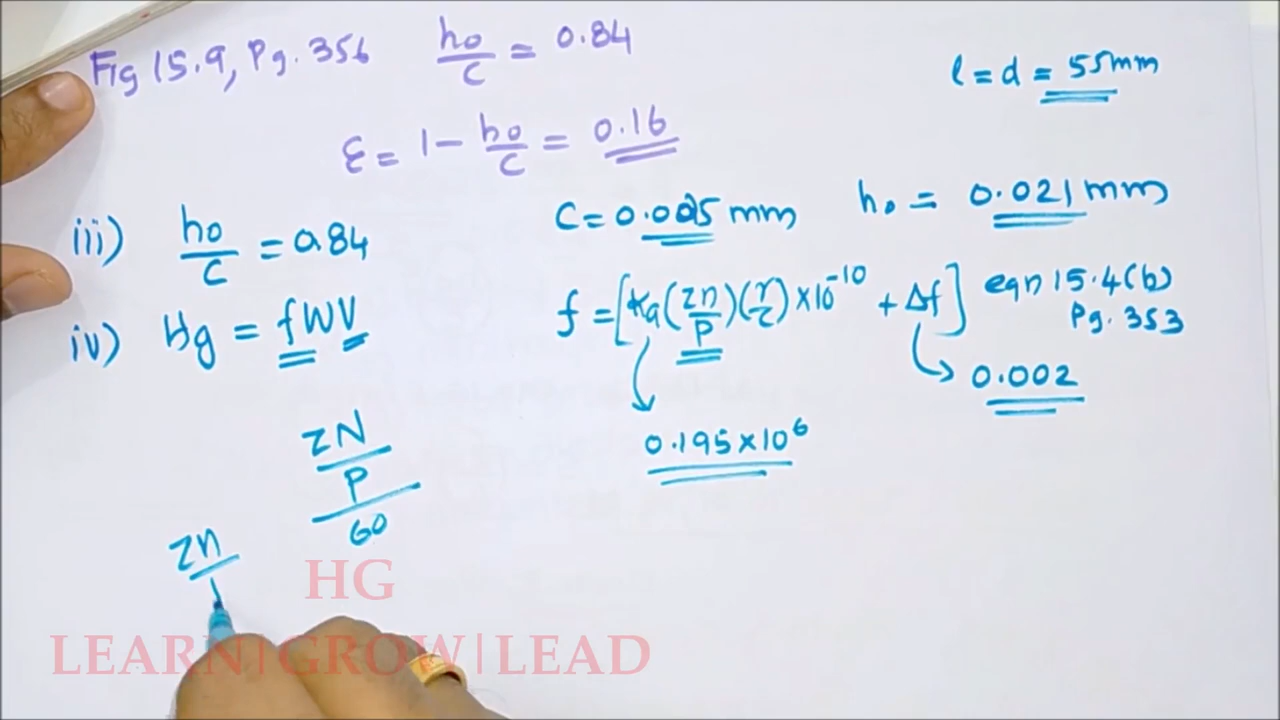 Fig 15.9, Pg. 356 ho/c = 0.84
l = d = 55mm
ε = 1 - ho/c = 0.16
iii) ho/c = 0.84 C = 0.025 mm ho = 0.021 mm
iv) Hg = fWV f = [Ka(zn/P)(r/c)×10^-10 + Δf] eqn 15.4(b)
Pg. 353
0.002
zN/P/60
0.195×10^6
zn
HG
LEARN|GROW|LEAD